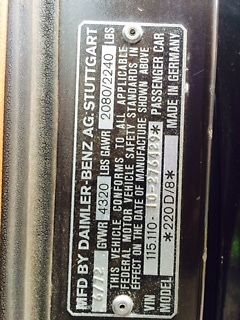 MFD BY DAIMLER-BENZ AG: STUTTGART
6/72 GVWR 4320 LBS GAWR 2080/2240 LBS
THIS VEHICLE CONFORMS TO ALL APPLICABLE
FEDERAL MOTOR VEHICLE SAFETY STANDARDS IN
EFFECT ON THE DATE OF MANUFACTURE SHOWN ABOVE
VIN 115.110- PASSENGER CAR
MODEL *220D/8* MADE IN GERMANY